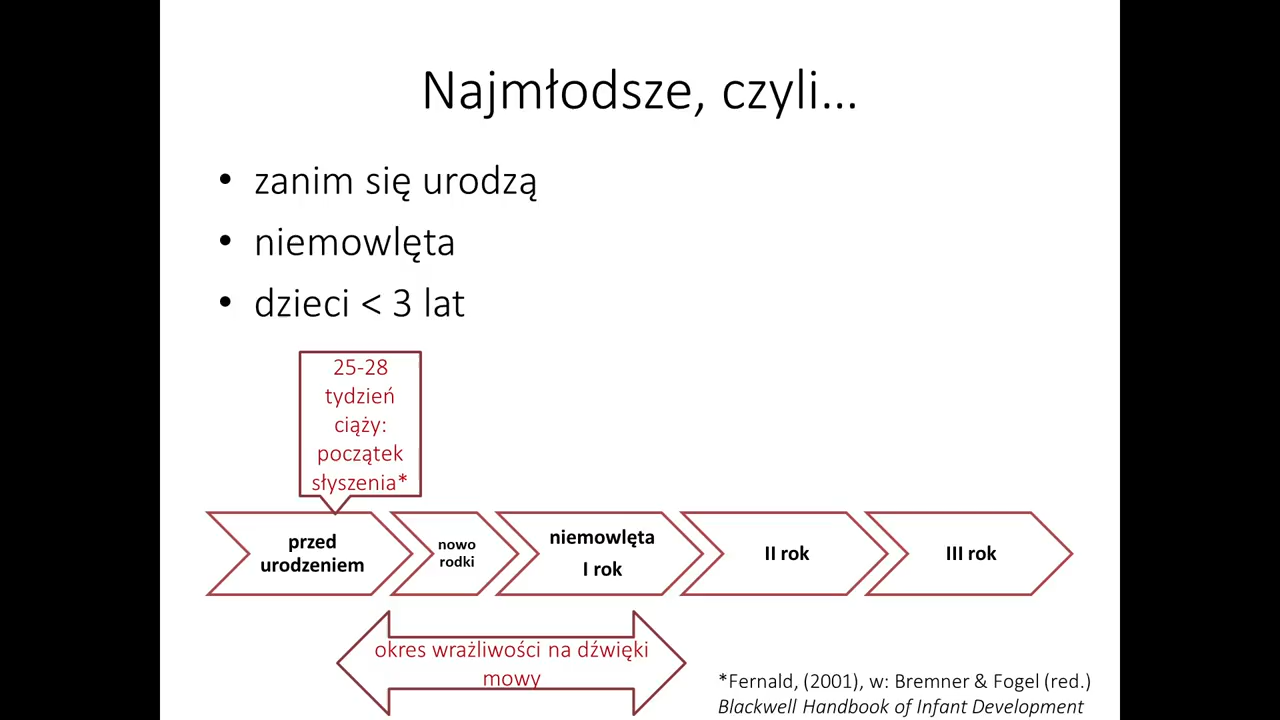 Najmłodsze, czyli...
• zanim się urodzą
• niemowlęta
• dzieci < 3 lat
25-28
tydzień
ciąży:
początek
słyszenia*
przed
urodzeniem
nowo
rodki
niemowlęta
I rok
II rok
III rok
okres wrażliwości na dźwięki
mowy
*Fernald, (2001), w: Bremner & Fogel (red.)
Blackwell Handbook of Infant Development